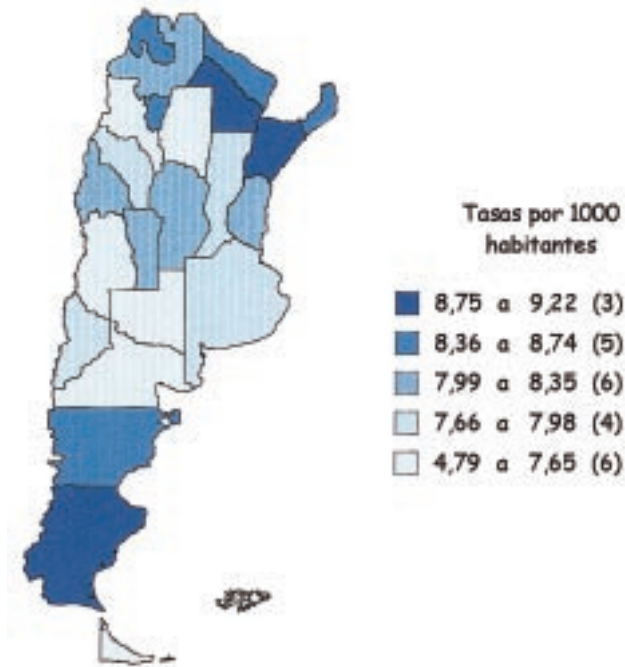 Tasas por 1000
habitantes
8,75 a 9,22 (3)
8,36 a 8,74 (5)
7,99 a 8,35 (6)
7,66 a 7,98 (4)
4,79 a 7,65 (6)